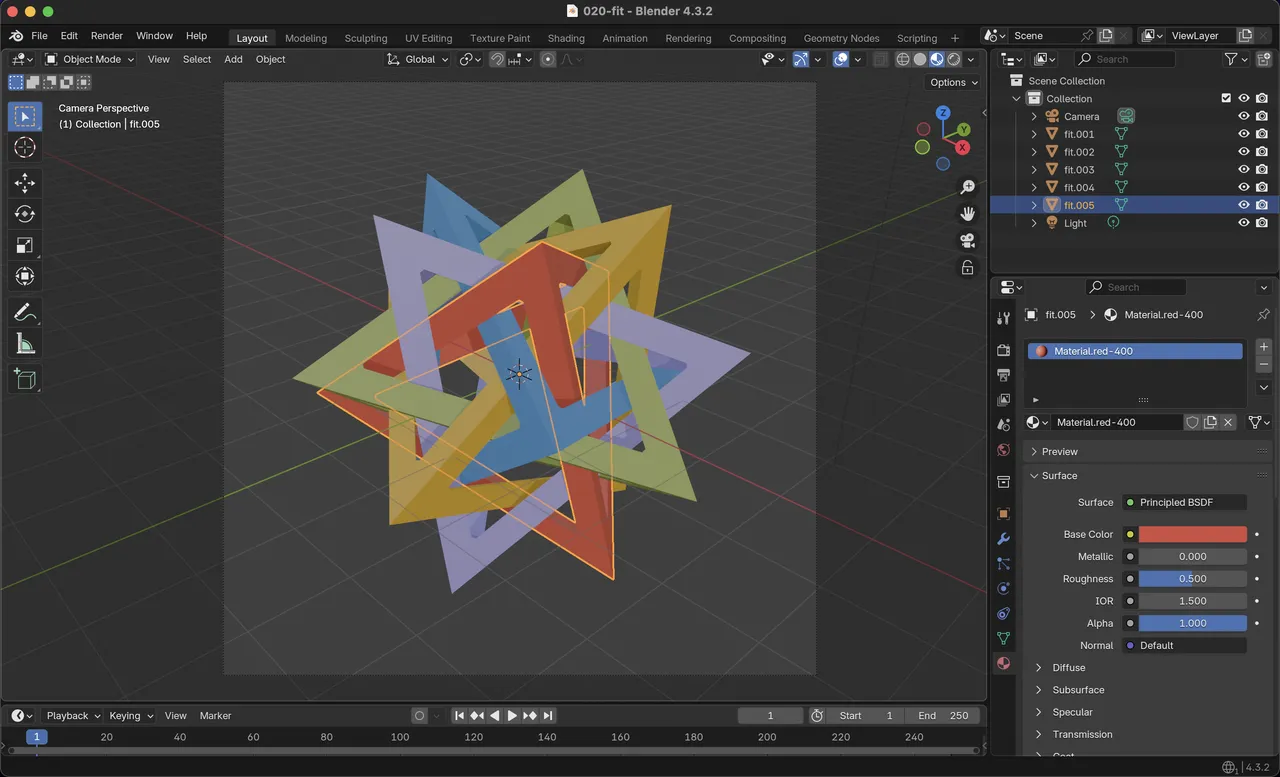 020-fit - Blender 4.3.2
File Edit Render Window Help
Layout Modeling Sculpting UV Editing Texture Paint Shading Animation Rendering Compositing Geometry Nodes Scripting +
Scene
ViewLayer
Object Mode View Select Add Object
Global
Search
Options
Camera Perspective
(1) Collection | fit.005
Z
Y
X
Scene Collection
Collection
Camera
fit.001
fit.002
fit.003
fit.004
fit.005
Light
Search
fit.005 > Material.red-400
Material.red-400
Material.red-400
Preview
Surface
Surface Principled BSDF
Base Color
Metallic 0.000
Roughness 0.500
IOR 1.500
Alpha 1.000
Normal Default
Diffuse
Subsurface
Specular
Transmission
Coat
Playback Keying View Marker
1
Start 1
End 250
1 20 40 60 80 100 120 140 160 180 200 220 240
4.3.2